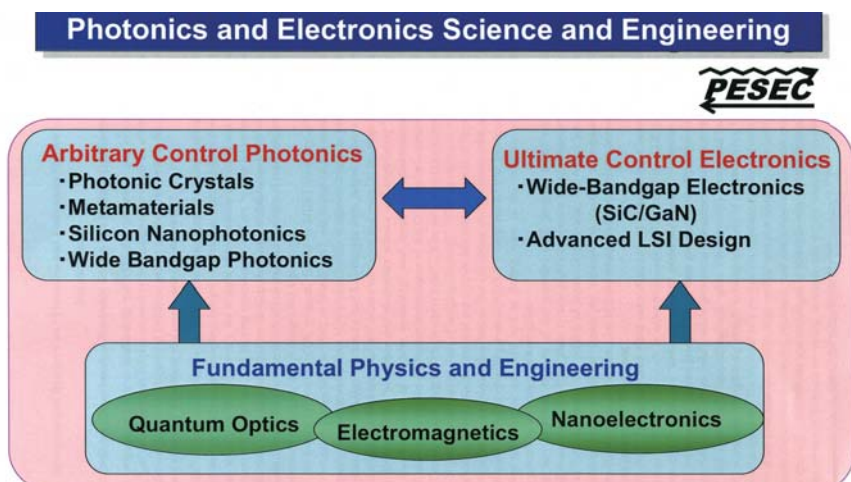 Photonics and Electronics Science and Engineering
PESEC
Arbitrary Control Photonics
・Photonic Crystals
・Metamaterials
・Silicon Nanophotonics
・Wide Bandgap Photonics
Ultimate Control Electronics
・Wide-Bandgap Electronics
(SiC/GaN)
・Advanced LSI Design
Fundamental Physics and Engineering
Quantum Optics
Electromagnetics
Nanoelectronics